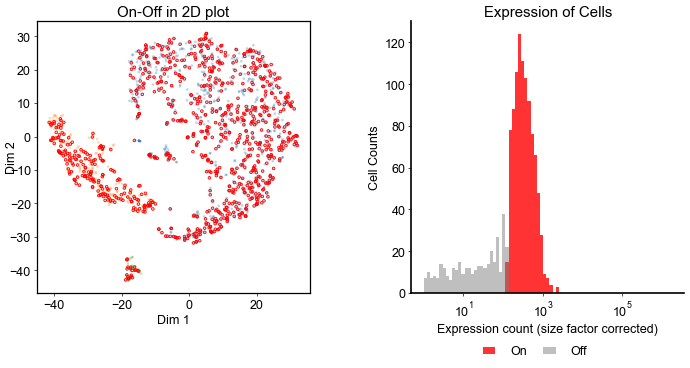 On-Off in 2D plot
30
20
10
0
−10
−20
−30
−40
Dim 2
−40
−20
0
20
Dim 1
Expression of Cells
120
100
80
60
40
20
0
Cell Counts
10^1
10^3
10^5
Expression count (size factor corrected)
On
Off